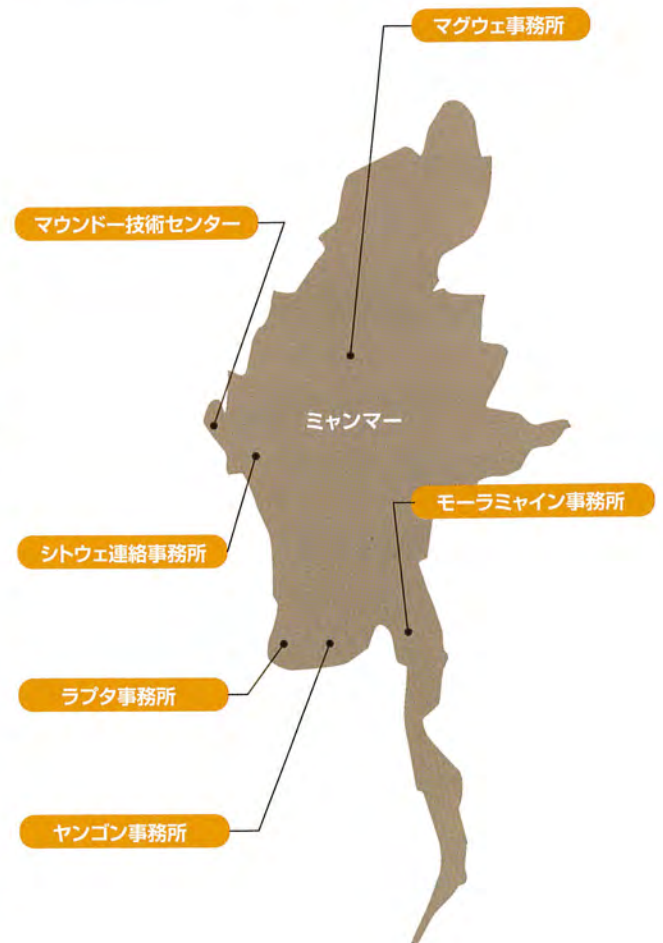 マグウェ事務所
マウンドー技術センター
ミャンマー
モーラミャイン事務所
シトウェ連絡事務所
ラプタ事務所
ヤンゴン事務所